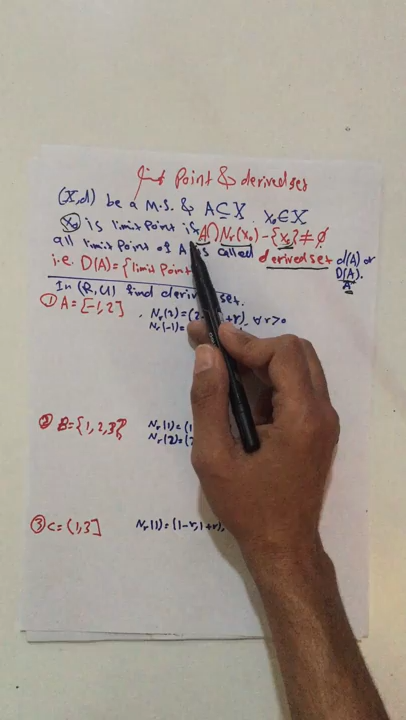 limit Point & derived set
(X,d) be a M.S. & A⊆X . x₀∈X
x₀ is limit Point if A∩Nr(x₀)-{x₀}≠∅
all limit Point of A is called derived set d(A) or
i.e. D(A)={limit Point D(A).
A
In (R,U) find derived set.
① A=[-1,2] , Nr(2)=(2- +r), ∀r>0
Nr(-1)=
② B={1,2,3} Nr(1)=(1
Nr(2)=(2
③ C=(1,3] Nr(1)=(1-r,1+r),